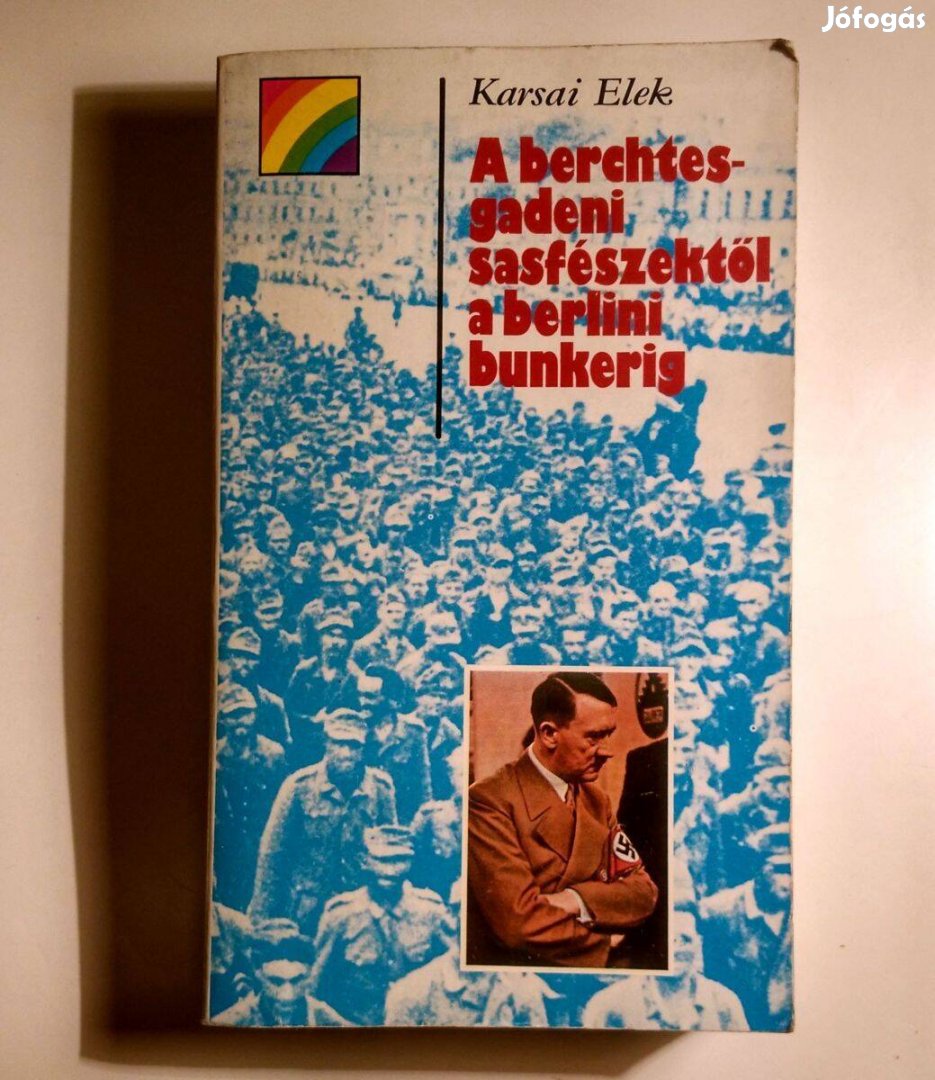 Jófogás
Karsai Elek
A berchtes-
gadeni
sasfészektől
a berlini
bunkerig